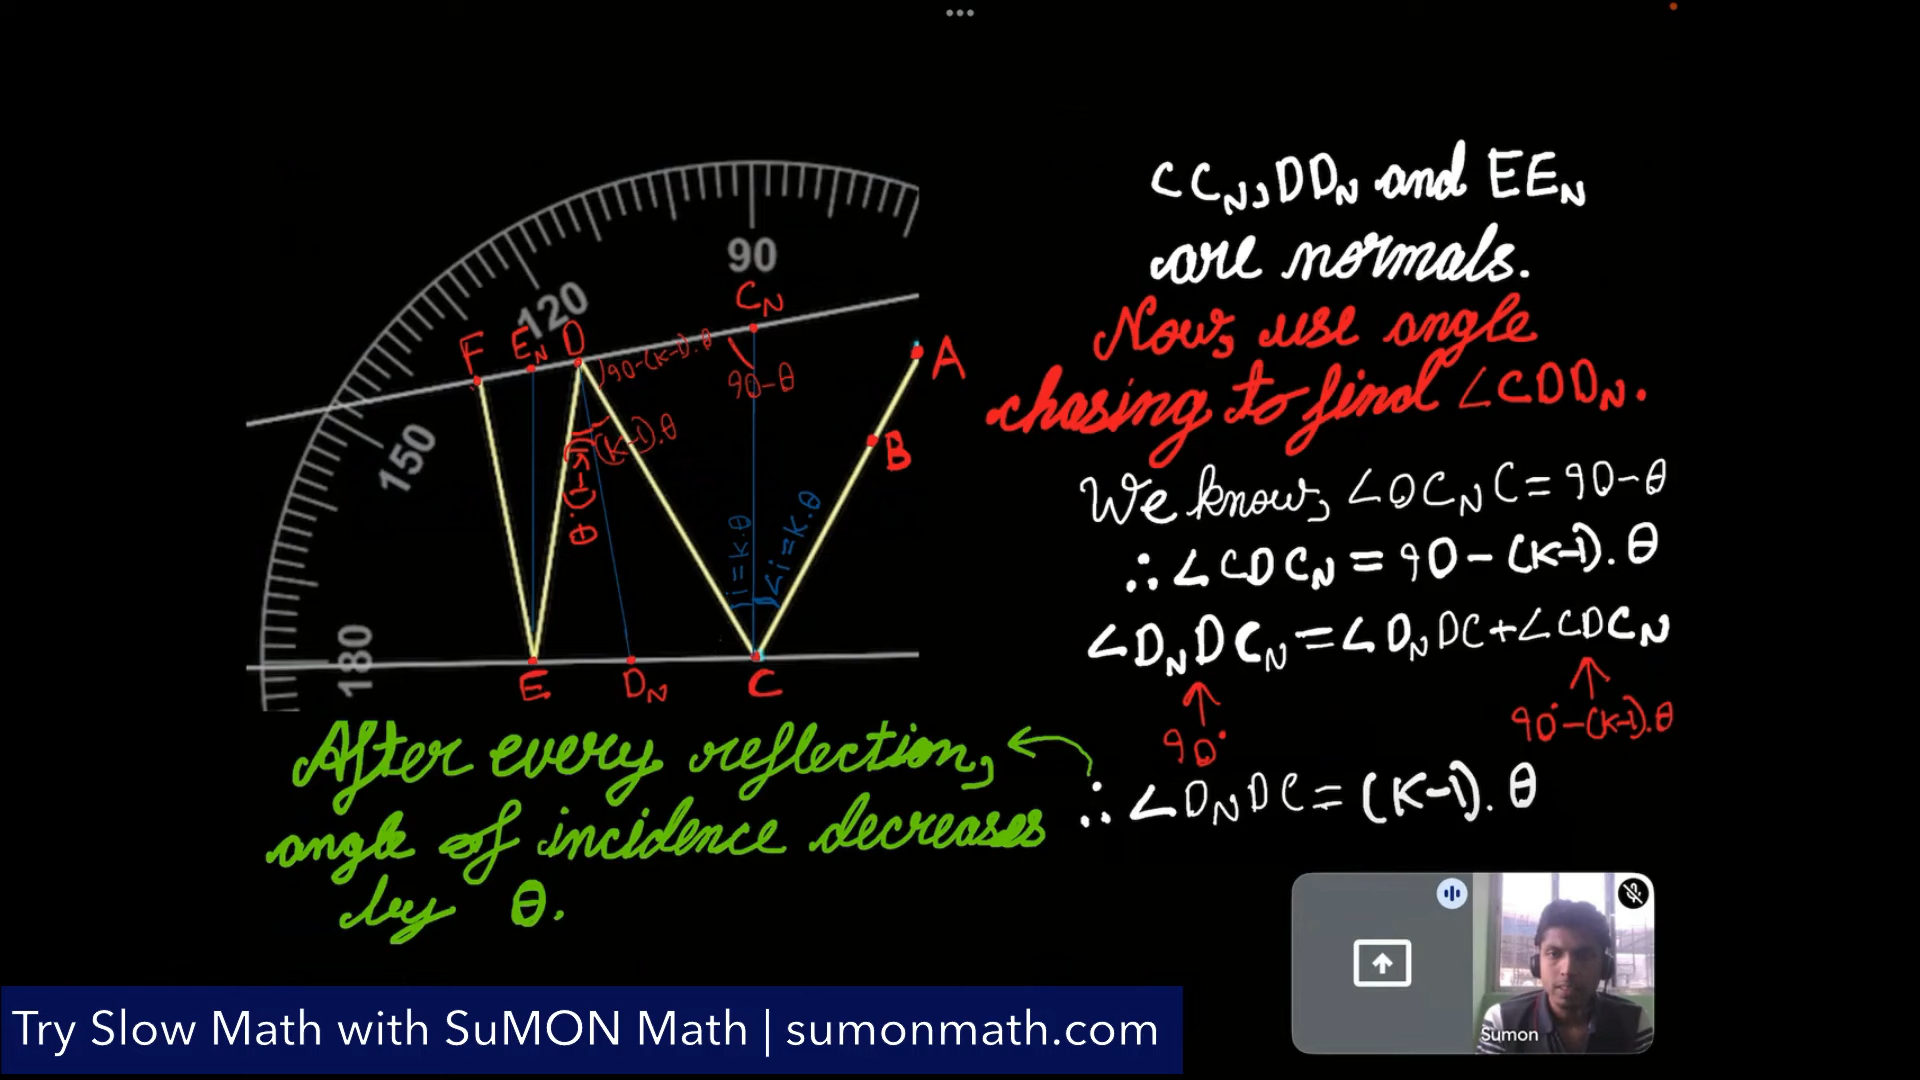 90
120
150
180
C_N
F E_N D
90-(K-1).θ
90-θ
A
B
(K-1).θ
(K-1).θ
i=K.θ
∠i=K.θ
E D_N C
CC_N, DD_N and EE_N
are normals.
Now, use angle
chasing to find ∠CDD_N.
We know, ∠DC_NC=90-θ
∴∠CDC_N=90-(K-1).θ
∠D_NDC_N=∠D_NDC+∠CDC_N
90°
90°-(K-1).θ
∴∠D_NDC=(K-1).θ
After every reflection,
angle of incidence decreases
by θ.
Sumon
Try Slow Math with SuMON Math | sumonmath.com